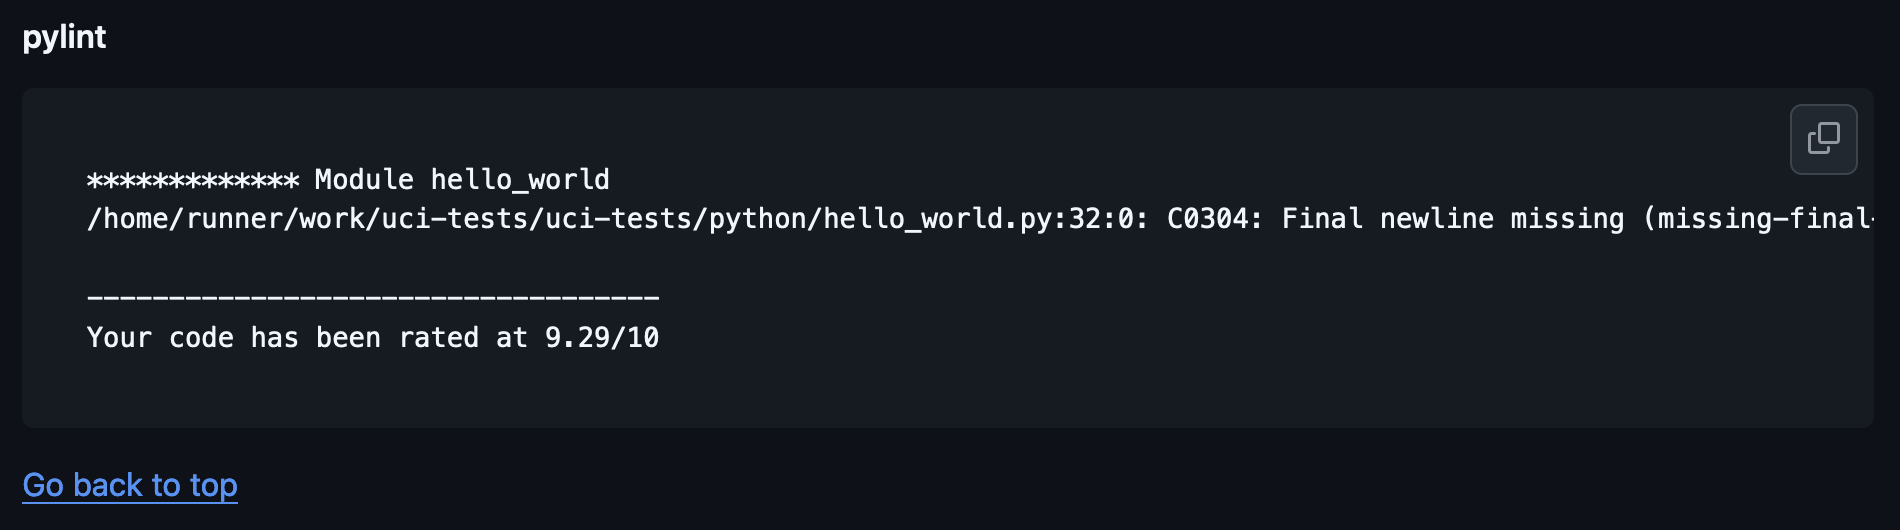 pylint
************* Module hello_world
/home/runner/work/uci-tests/uci-tests/python/hello_world.py:32:0: C0304: Final newline missing (missing-final-
-----------------------------------
Your code has been rated at 9.29/10
Go back to top